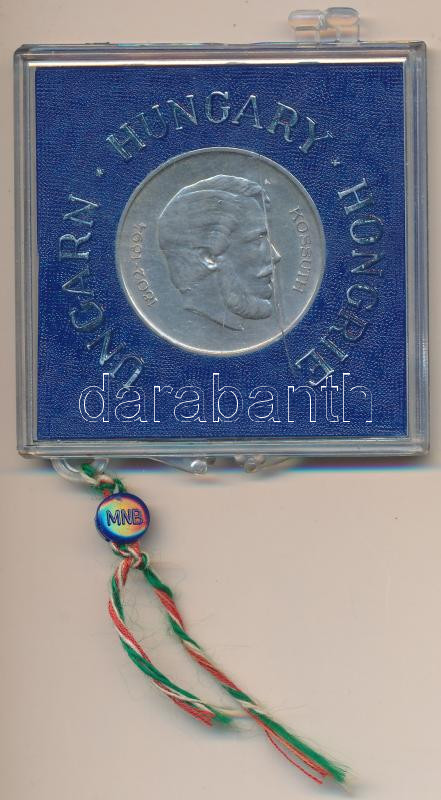 UNGARN · HUNGARY · HONGRIE
1802-1894
KOSSUTH
darabanth
MNB